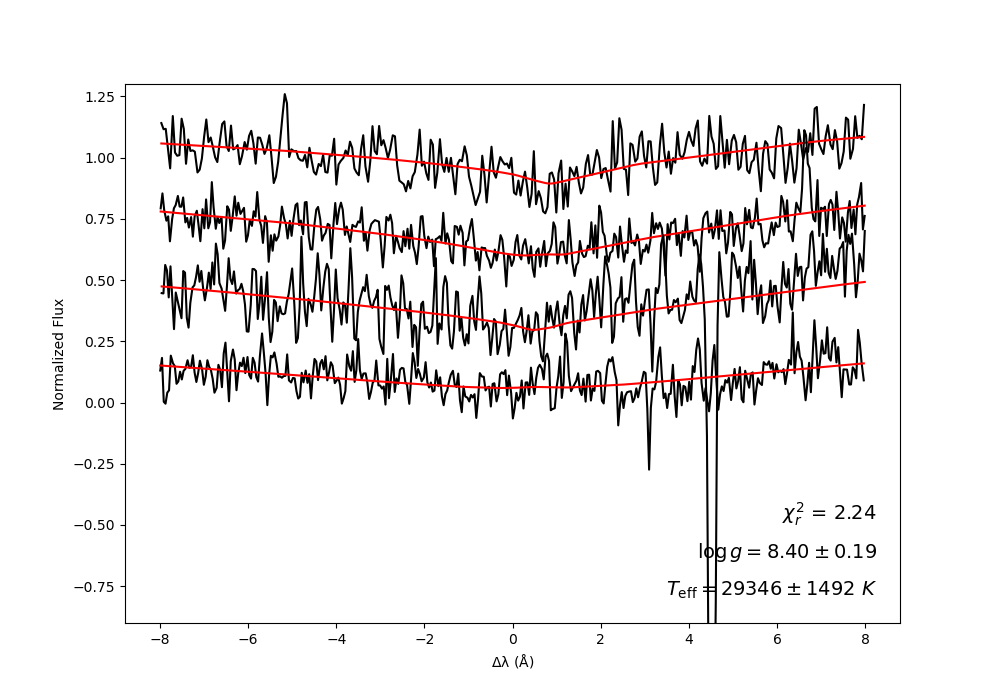 1.25
1.00
0.75
0.50
0.25
0.00
−0.25
−0.50
−0.75
Normalized Flux
χ²ᵣ = 2.24
log g = 8.40 ± 0.19
T_eff = 29346 ± 1492 K
−8 −6 −4 −2 0 2 4 6 8
Δλ (Å)